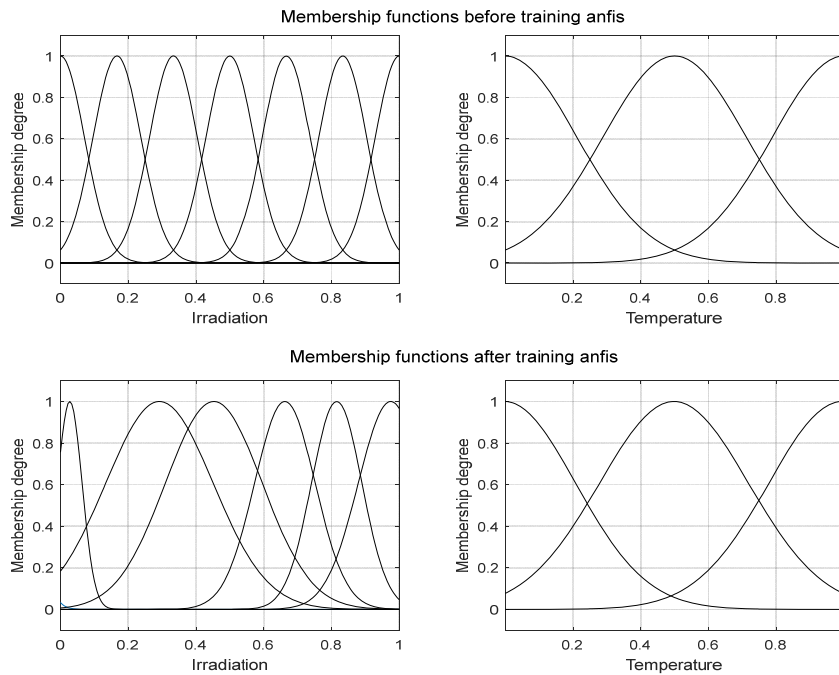 Membership functions before training anfis
Membership degree
1
0.8
0.6
0.4
0.2
0
0 0.2 0.4 0.6 0.8 1
Irradiation
Membership degree
1
0.8
0.6
0.4
0.2
0
0.2 0.4 0.6 0.8
Temperature
Membership functions after training anfis
Membership degree
1
0.8
0.6
0.4
0.2
0
0 0.2 0.4 0.6 0.8 1
Irradiation
Membership degree
1
0.8
0.6
0.4
0.2
0
0.2 0.4 0.6 0.8
Temperature